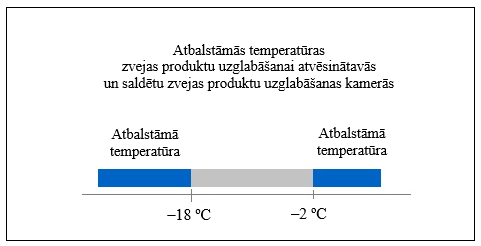 Atbalstāmās temperatūras
zvejas produktu uzglabāšanai atvēsinātavās
un saldētu zvejas produktu uzglabāšanas kamerās
Atbalstāmā
temperatūra
Atbalstāmā
temperatūra
–18 ºC
–2 ºC